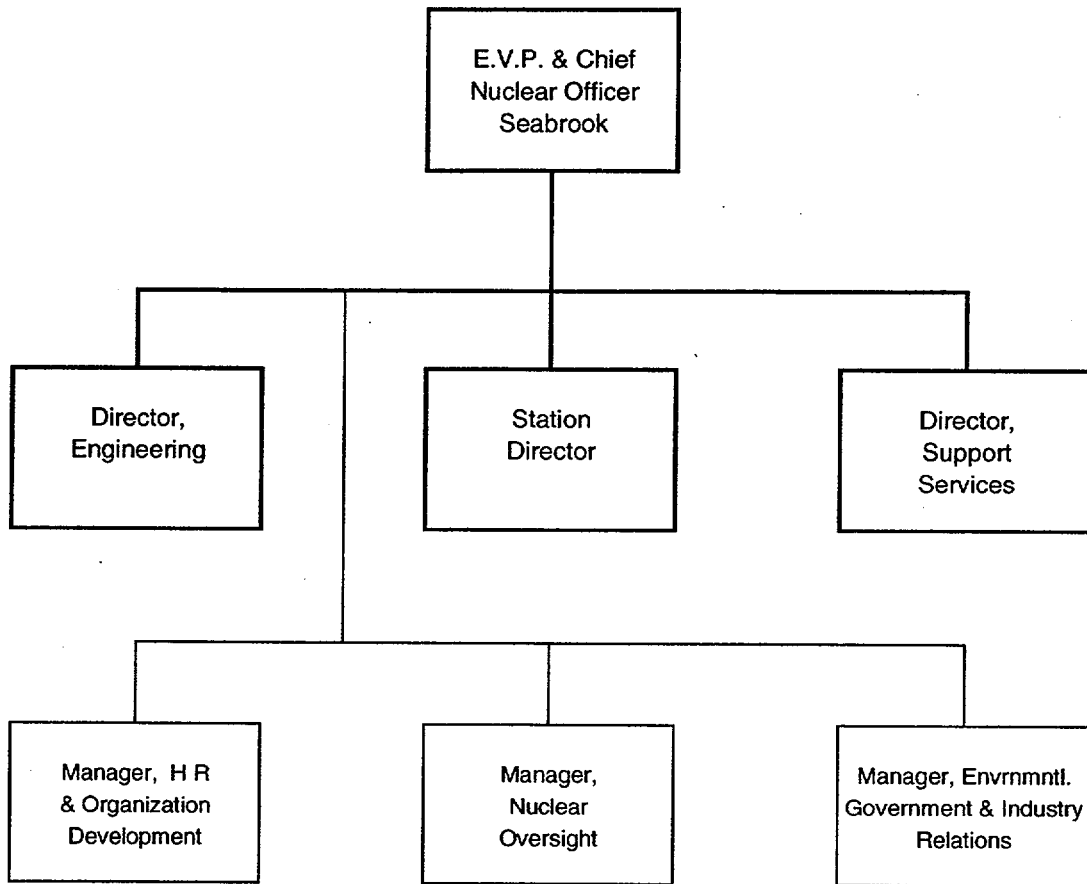 E.V.P. & Chief
Nuclear Officer
Seabrook
Director,
Engineering
Station
Director
Director,
Support
Services
Manager, H R
& Organization
Development
Manager,
Nuclear
Oversight
Manager, Envrnmntl.
Government & Industry
Relations